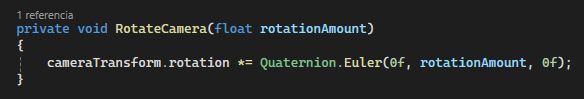 1 referencia
private void RotateCamera(float rotationAmount)
{
    cameraTransform.rotation *= Quaternion.Euler(0f, rotationAmount, 0f);
}